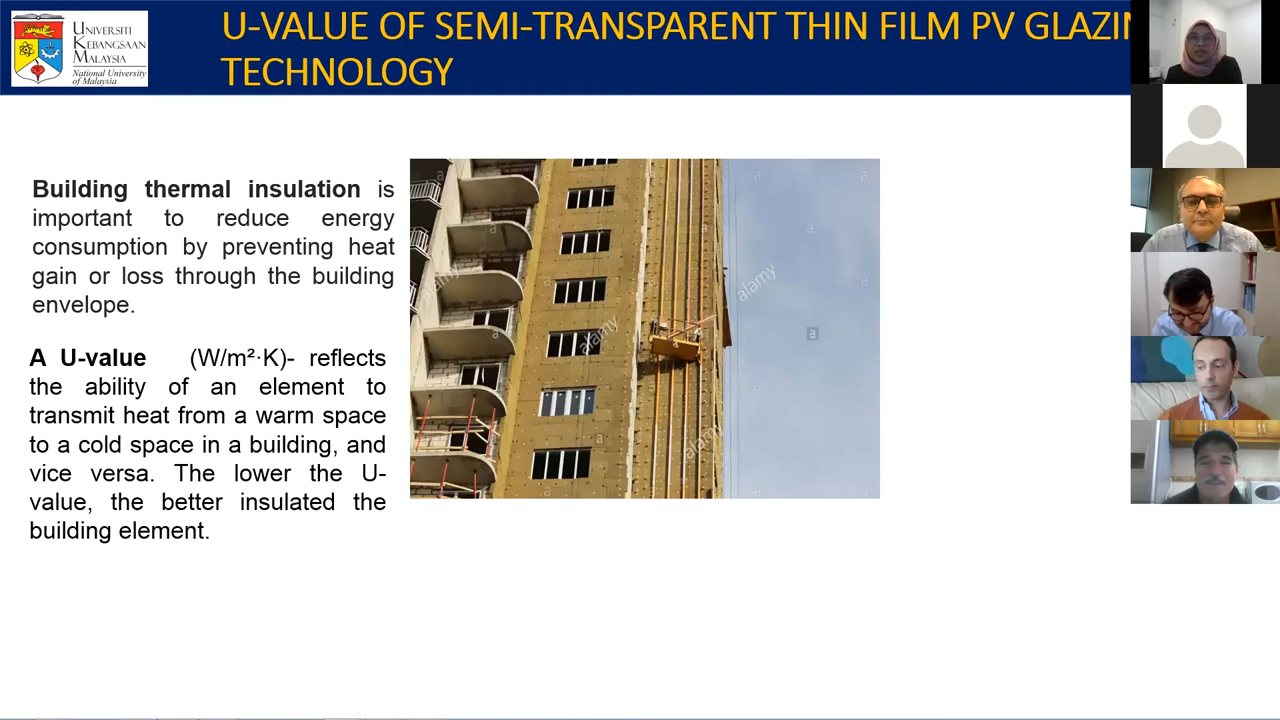 UNIVERSITI
KEBANGSAAN
MALAYSIA
National University
of Malaysia
U-VALUE OF SEMI-TRANSPARENT THIN FILM PV
TECHNOLOGY
Building thermal insulation is
important to reduce energy
consumption by preventing heat
gain or loss through the building
envelope.
A U-value (W/m²·K)- reflects
the ability of an element to
transmit heat from a warm space
to a cold space in a building, and
vice versa. The lower the U-
value, the better insulated the
building element.
a
a
a
a
alamy
alamy
alamy
a
a
a
a
alamy
a
a
a
a
a